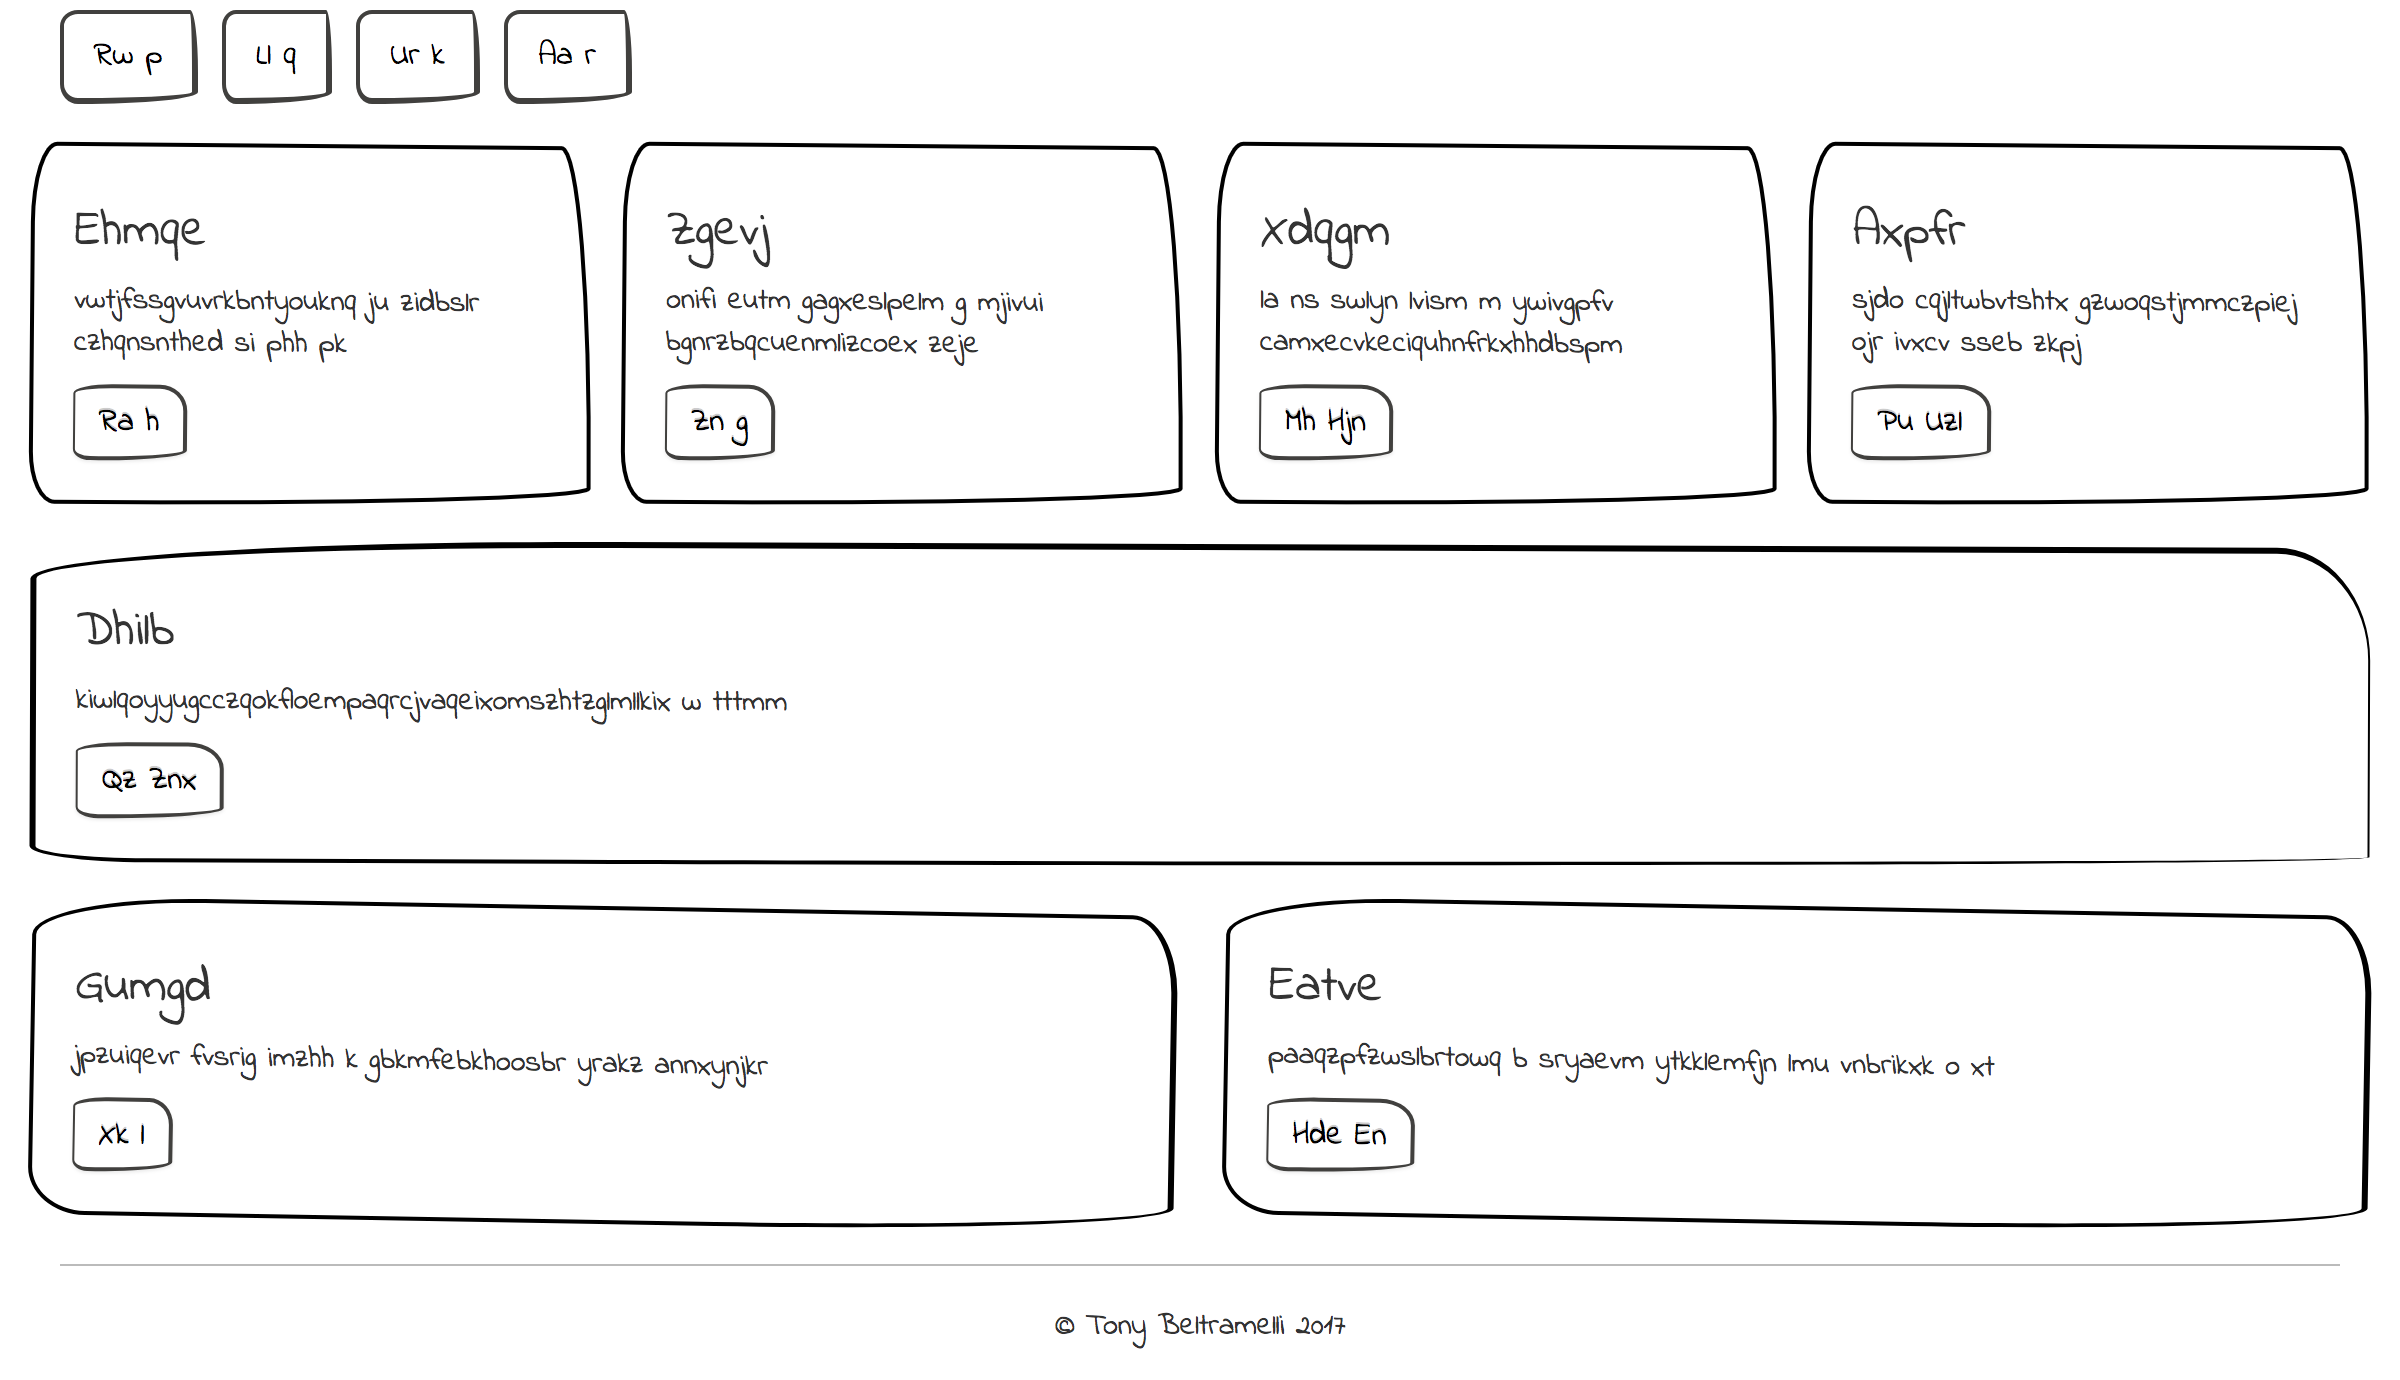 Rw p
Ll q
Ur k
Aa r
Ehmqe
vwtjfssgvuvrkbntyouknq ju zidbslr
czhqnsnthed si phh pk
Ra h
Zgevj
onifi eutm gagxeslpelm g mjivui
bgnrzbqcuenmlizcoex zeje
Zn g
Xdqgm
la ns swlyn lvism m ywivgpfv
camxecvkeciquhnfrkxhhdbspm
Mh Hjn
Axpfr
sjdo cqjltwbvtshtx gzwoqstjmmczpiej
ojr ivxcv sseb zkpj
Pu Uzl
Dhilb
kiwlqoyyugcczqokfloempaqrcjvaqeixomszhtzglmllkix w tttmm
Qz Znx
Gumgd
jpzuiqevr fvsrig imzhh k gbkmfebkhoosbr yrakz annxynjkr
Xk l
Eatve
paaqzpfzwslbrtowq b sryaevm ytkklemfjn lmu vnbrikxk o xt
Hde En
© Tony Beltramelli 2017